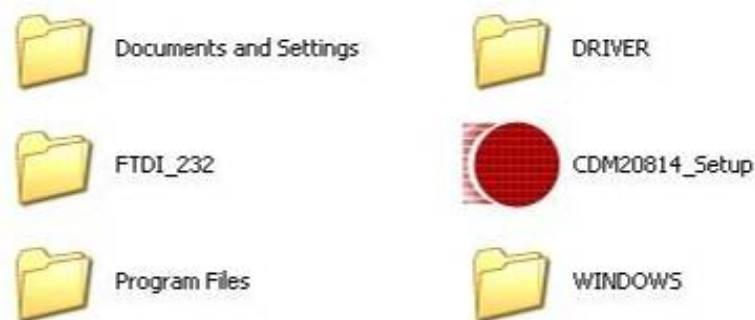 Documents and Settings
DRIVER
FTDI_232
CDM20814_Setup
Program Files
WINDOWS